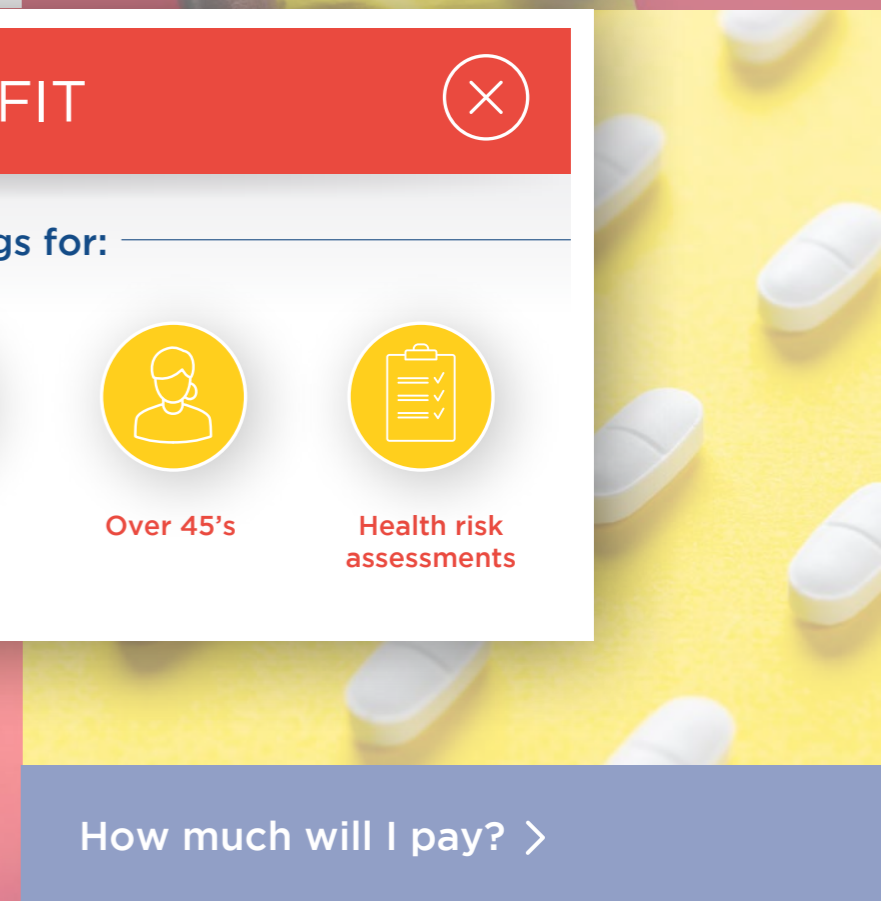 FIT
gs for:
Over 45’s
Health risk
assessments
How much will I pay?